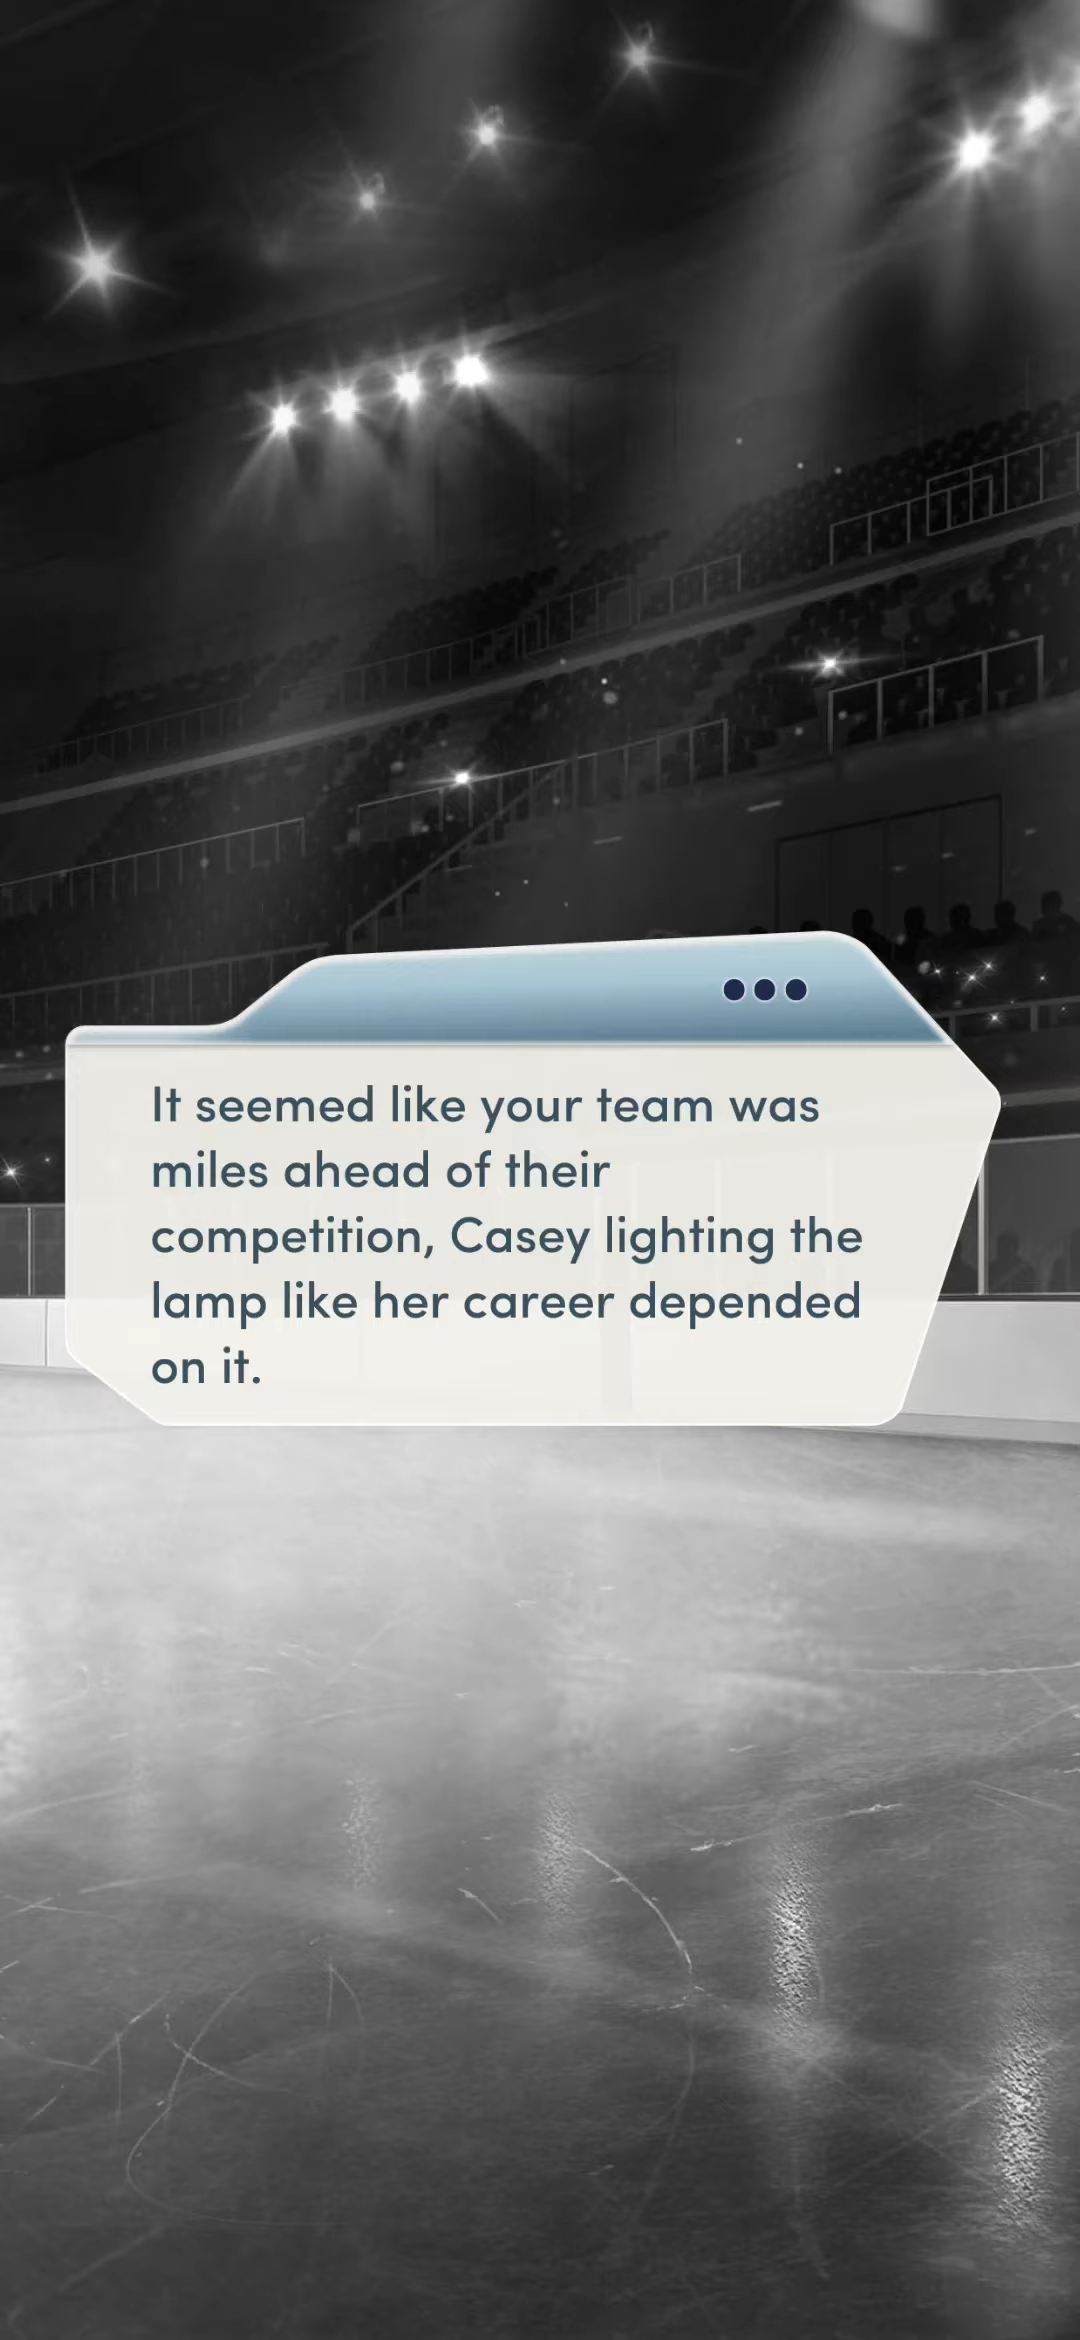 It seemed like your team was
miles ahead of their
competition, Casey lighting the
lamp like her career depended
on it.